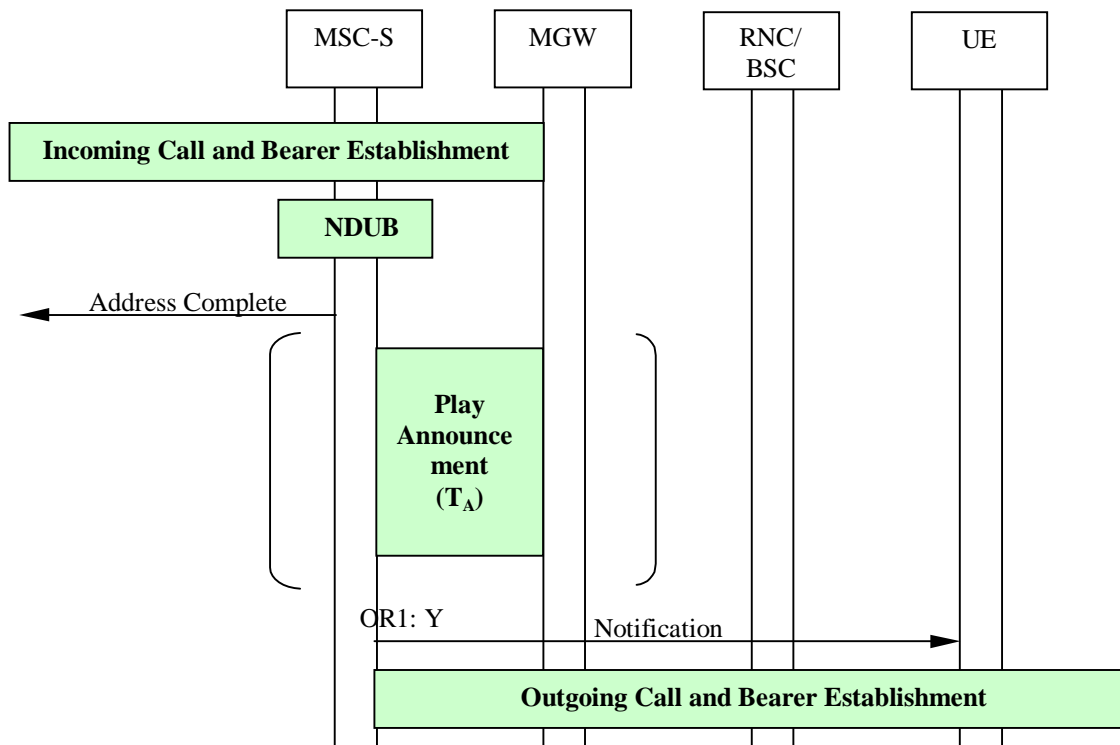 MSC-S
MGW
RNC/
BSC
UE
Incoming Call and Bearer Establishment
NDUB
Address Complete
Play
Announce
ment
(TA)
OR1: Y
Notification
Outgoing Call and Bearer Establishment